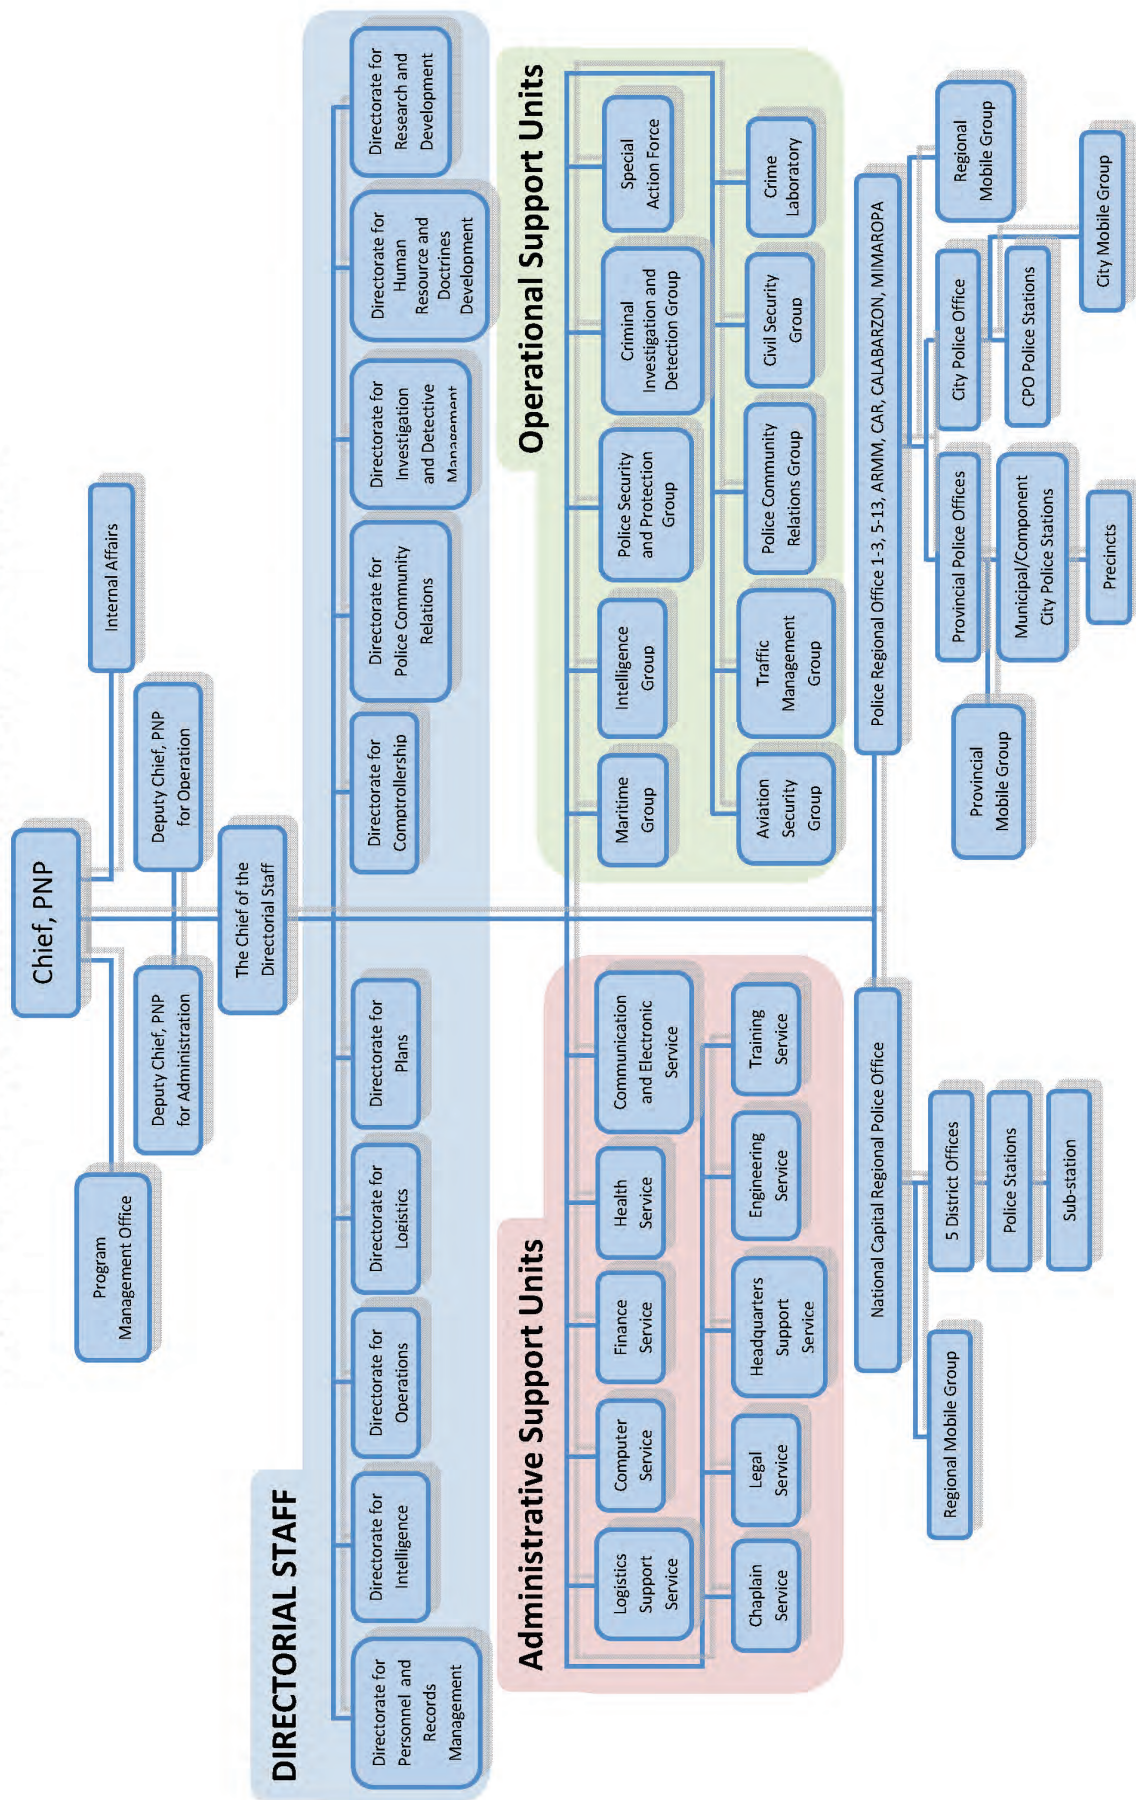 Chief, PNP
Program
Management Office
Internal Affairs
Deputy Chief, PNP
for Administration
Deputy Chief, PNP
for Operation
The Chief of the
Directorial Staff
DIRECTORIAL STAFF
Directorate for
Personnel and
Records
Management
Directorate for
Intelligence
Directorate for
Operations
Directorate for
Logistics
Directorate for
Plans
Directorate for
Comptrollership
Directorate for
Police Community
Relations
Directorate for
Investigation
and Detective
Management
Directorate for
Human
Resource and
Doctrines
Development
Directorate for
Research and
Development
Administrative Support Units
Logistics
Support
Service
Computer
Service
Finance
Service
Health
Service
Communication
and Electronic
Service
Chaplain
Service
Legal
Service
Headquarters
Support
Service
Engineering
Service
Training
Service
Operational Support Units
Maritime
Group
Intelligence
Group
Police Security
and Protection
Group
Criminal
Investigation and
Detection Group
Special
Action Force
Aviation
Security
Group
Traffic
Management
Group
Police Community
Relations Group
Civil Security
Group
Crime
Laboratory
National Capital Regional Police Office
Regional Mobile Group
5 District Offices
Police Stations
Sub-station
Police Regional Office 1-3, 5-13, ARMM, CAR, CALABARZON, MIMAROPA
Provincial
Mobile Group
Provincial Police Offices
Municipal/Component
City Police Stations
Precincts
City Police Office
CPO Police Stations
Regional
Mobile Group
City Mobile Group